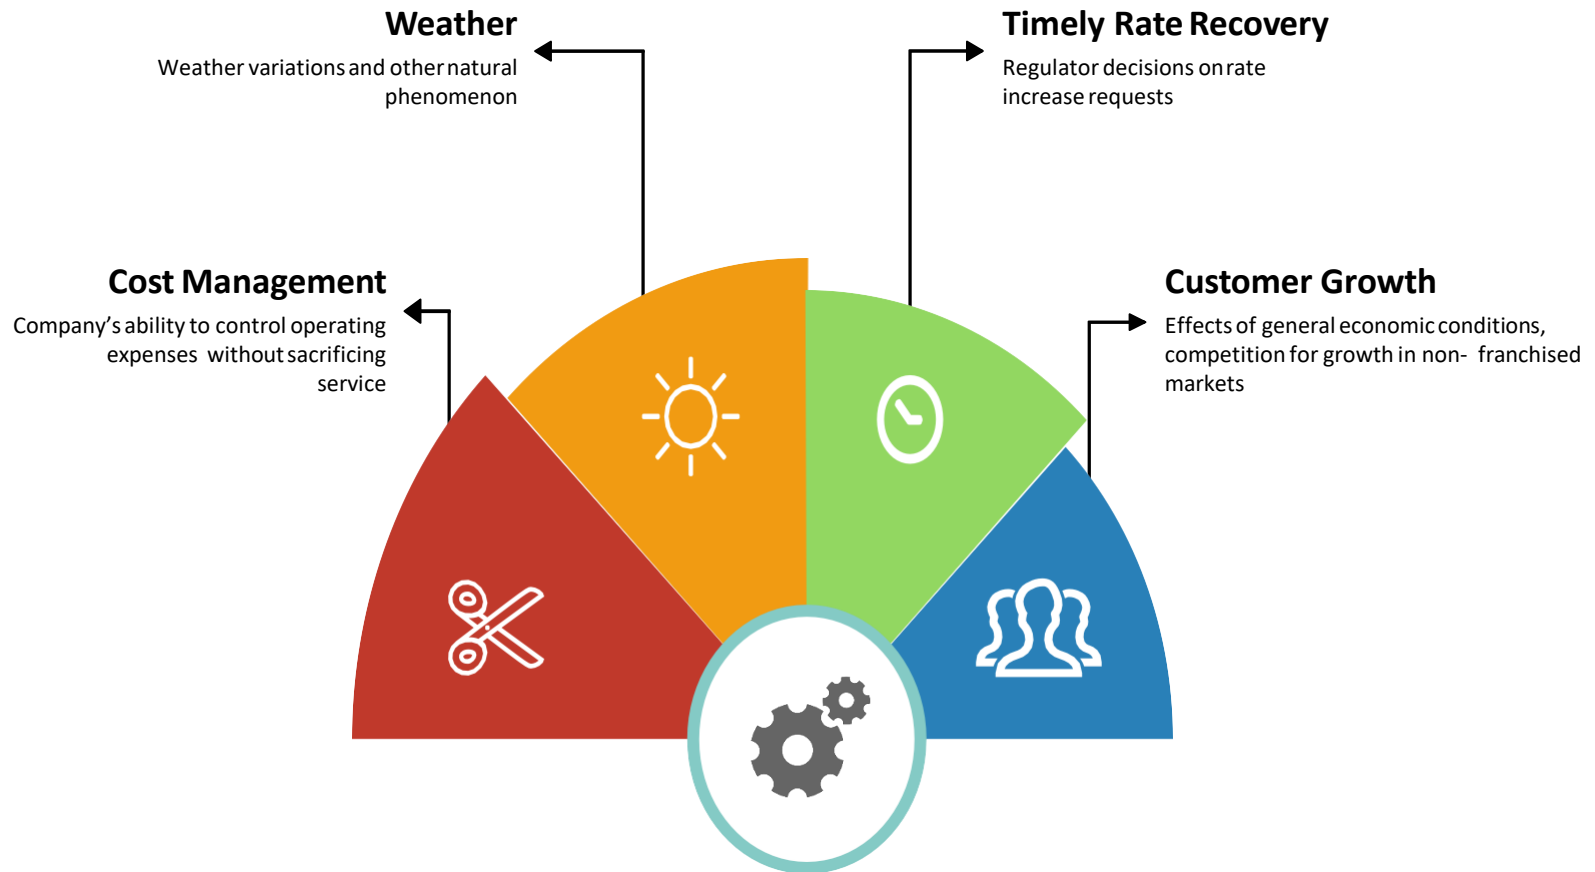 Weather
Weather variations and other natural
phenomenon
Timely Rate Recovery
Regulator decisions on rate
increase requests
Cost Management
Company’s ability to control operating
expenses without sacrificing
service
Customer Growth
Effects of general economic conditions,
competition for growth in non- franchised
markets